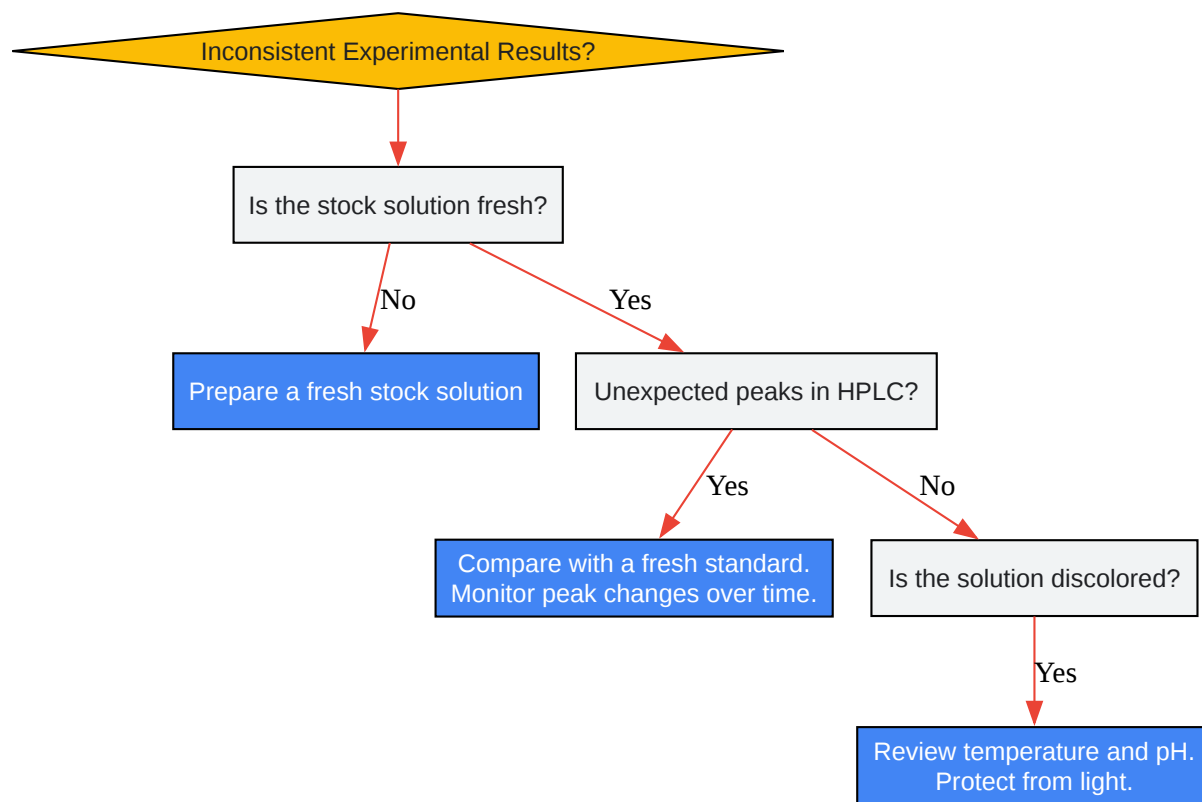 Inconsistent Experimental Results?
Is the stock solution fresh?
No
Yes
Prepare a fresh stock solution
Unexpected peaks in HPLC?
Yes
No
Compare with a fresh standard.
Monitor peak changes over time.
Is the solution discolored?
Yes
Review temperature and pH.
Protect from light.